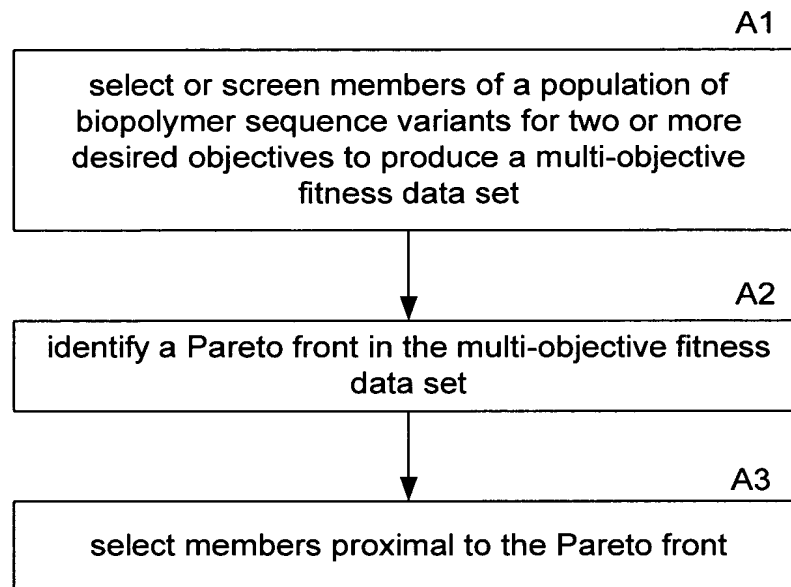 A1
select or screen members of a population of
biopolymer sequence variants for two or more
desired objectives to produce a multi-objective
fitness data set
A2
identify a Pareto front in the multi-objective fitness
data set
A3
select members proximal to the Pareto front